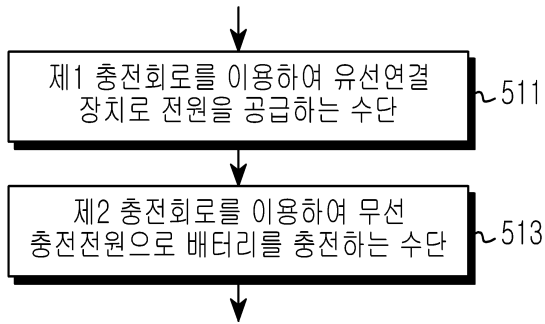 제1 충전회로를 이용하여 유선연결
장치로 전원을 공급하는 수단
511
제2 충전회로를 이용하여 무선
충전전원으로 배터리를 충전하는 수단
513